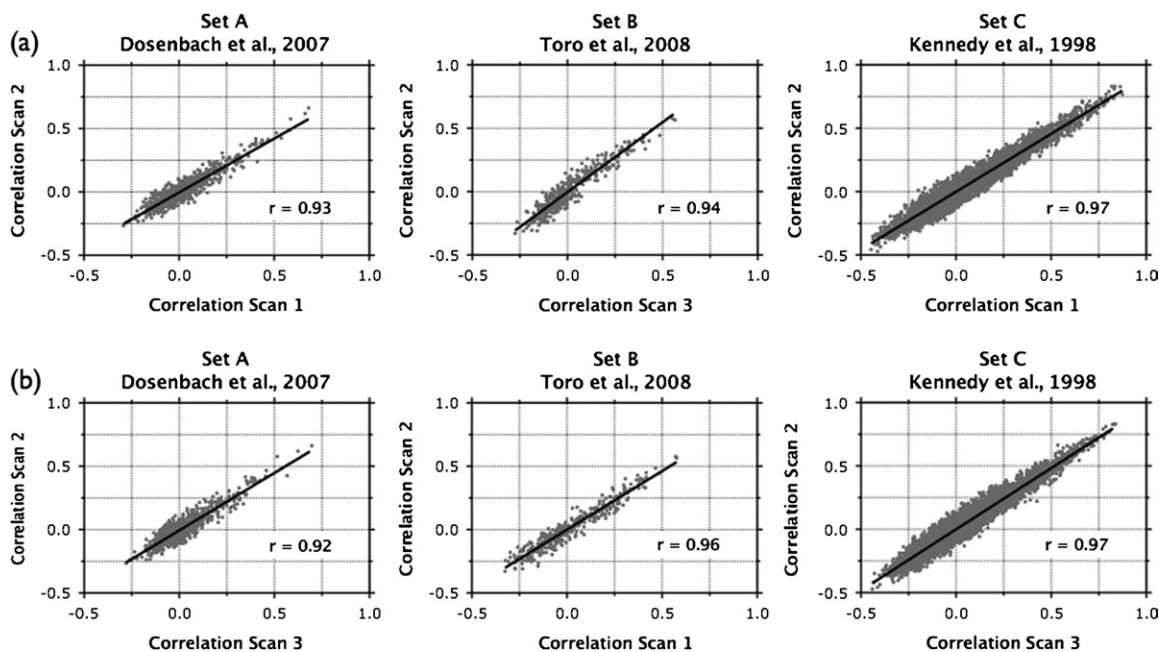 (a)
Set A
Dosenbach et al., 2007
Correlation Scan 2
1.0
0.5
0.0
-0.5
r = 0.93
-0.5 0.0 0.5 1.0
Correlation Scan 1
Set B
Toro et al., 2008
Correlation Scan 2
1.0
0.5
0.0
-0.5
r = 0.94
-0.5 0.0 0.5 1.0
Correlation Scan 3
Set C
Kennedy et al., 1998
Correlation Scan 2
1.0
0.5
0.0
-0.5
r = 0.97
-0.5 0.0 0.5 1.0
Correlation Scan 1
(b)
Set A
Dosenbach et al., 2007
Correlation Scan 2
1.0
0.5
0.0
-0.5
r = 0.92
-0.5 0.0 0.5 1.0
Correlation Scan 3
Set B
Toro et al., 2008
Correlation Scan 2
1.0
0.5
0.0
-0.5
r = 0.96
-0.5 0.0 0.5 1.0
Correlation Scan 1
Set C
Kennedy et al., 1998
Correlation Scan 2
1.0
0.5
0.0
-0.5
r = 0.97
-0.5 0.0 0.5 1.0
Correlation Scan 3